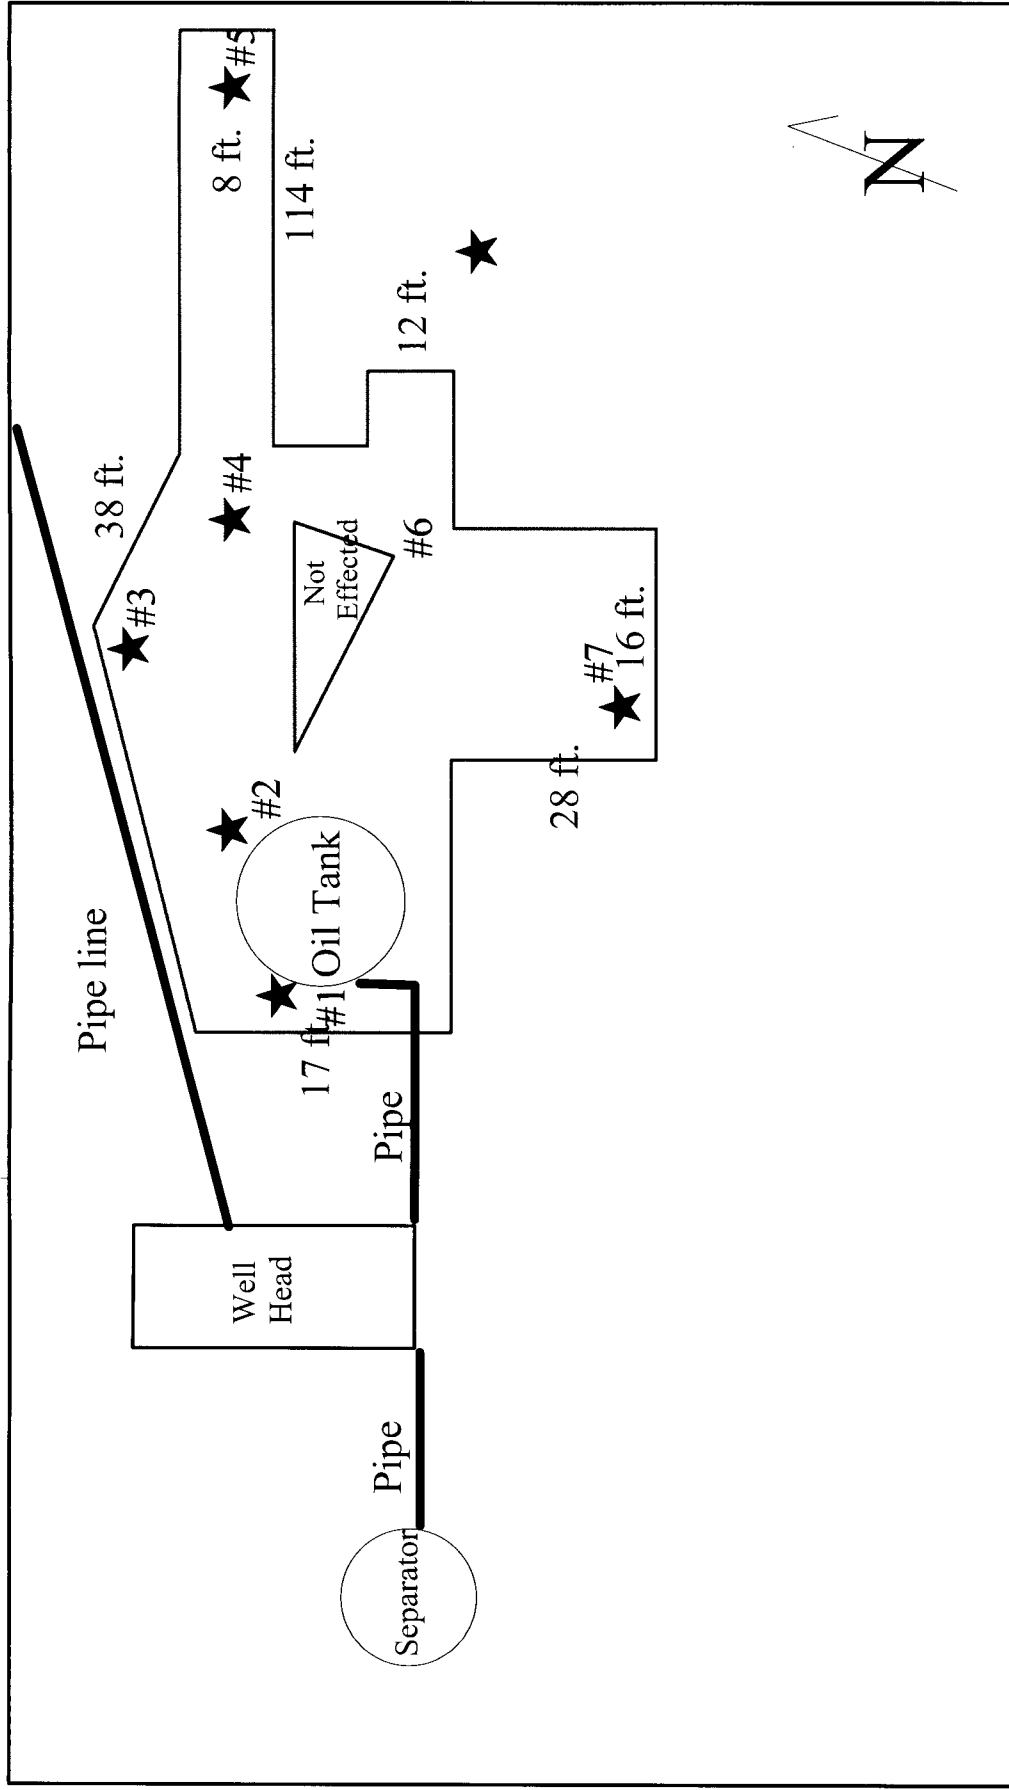 Pipe line
38 ft.
#3
8 ft.
#5
#4
114 ft.
#2
Not
Effected
12 ft.
#6
Oil Tank
#1
17 ft.
Well
Head
Pipe
Pipe
Separator
28 ft.
#7
16 ft.
N